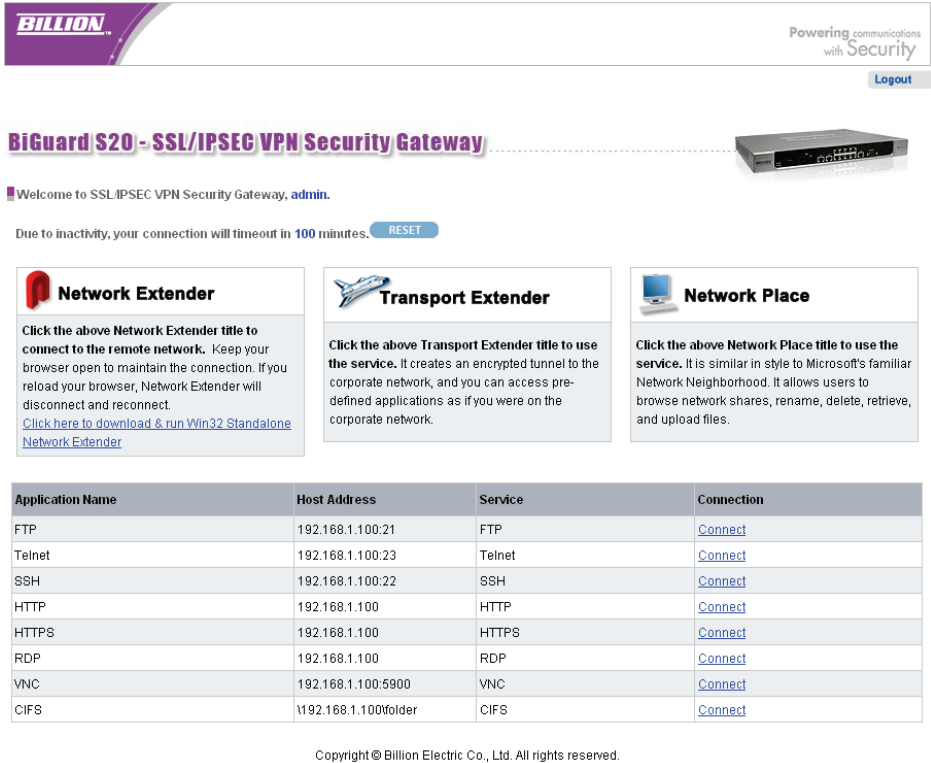 BILLION TM
Powering communications
with Security
Logout
BiGuard S20 - SSL/IPSEC VPN Security Gateway
Welcome to SSL/IPSEC VPN Security Gateway, admin.
Due to inactivity, your connection will timeout in 100 minutes. RESET
Network Extender
Click the above Network Extender title to
connect to the remote network. Keep your
browser open to maintain the connection. If you
reload your browser, Network Extender will
disconnect and reconnect.
Click here to download & run Win32 Standalone
Network Extender
Transport Extender
Click the above Transport Extender title to use
the service. It creates an encrypted tunnel to the
corporate network, and you can access pre-
defined applications as if you were on the
corporate network.
Network Place
Click the above Network Place title to use the
service. It is similar in style to Microsoft's familiar
Network Neighborhood. It allows users to
browse network shares, rename, delete, retrieve,
and upload files.
Application Name Host Address Service Connection
FTP 192.168.1.100:21 FTP Connect
Telnet 192.168.1.100:23 Telnet Connect
SSH 192.168.1.100:22 SSH Connect
HTTP 192.168.1.100 HTTP Connect
HTTPS 192.168.1.100 HTTPS Connect
RDP 192.168.1.100 RDP Connect
VNC 192.168.1.100:5900 VNC Connect
CIFS \192.168.1.100\folder CIFS Connect
Copyright © Billion Electric Co., Ltd. All rights reserved.